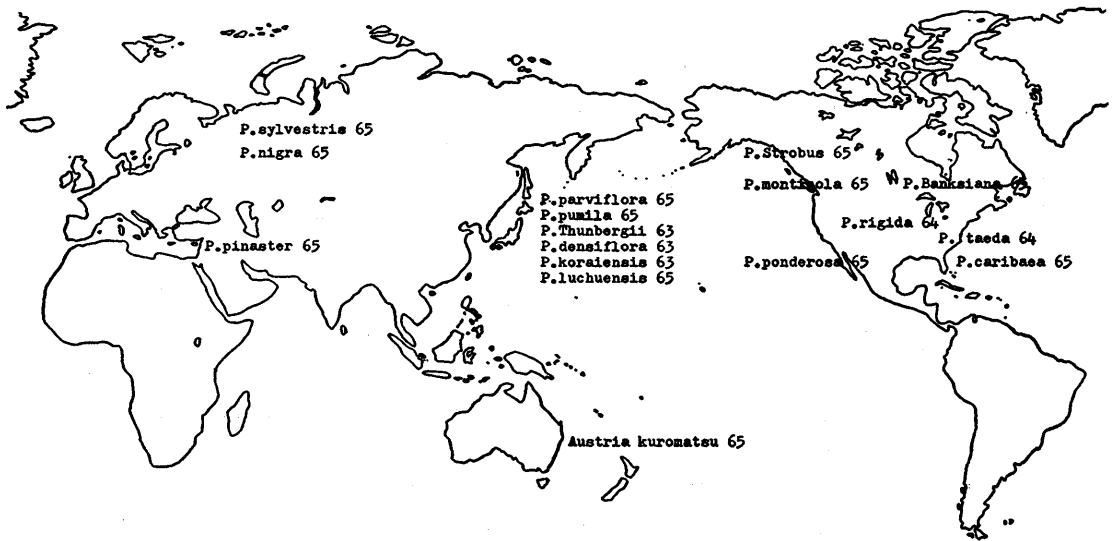 P.sylvestris 65
P.nigra 65
P.pinaster 65
P.parviflora 65
P.pumila 65
P.Thunbergii 63
P.densiflora 63
P.koraiensis 63
P.luchuensis 65
Austria kuromatsu 65
P.Strobus 65
P.montikola 65
P.Banksiana 65
P.rigida 64
P. taeda 64
P.ponderosa 65
P.caribaea 65